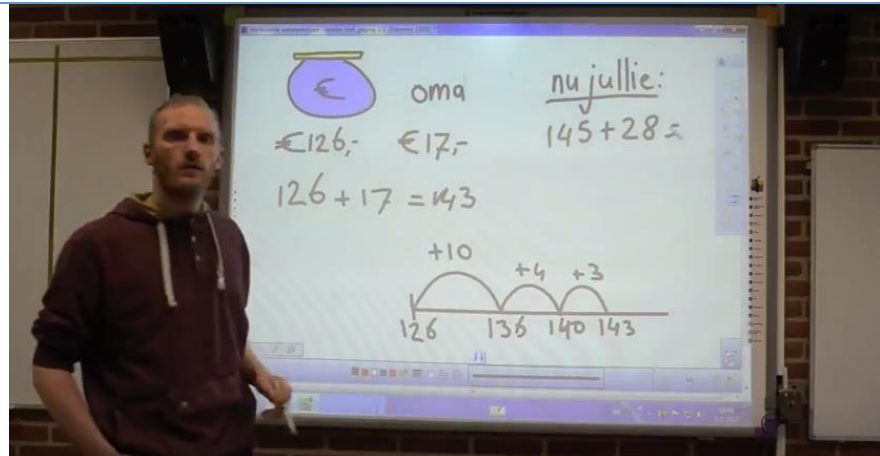 € oma nu jullie:
€126,- €17,- 145+28=
126+17=143
+10 +4 +3
126 136 140 143